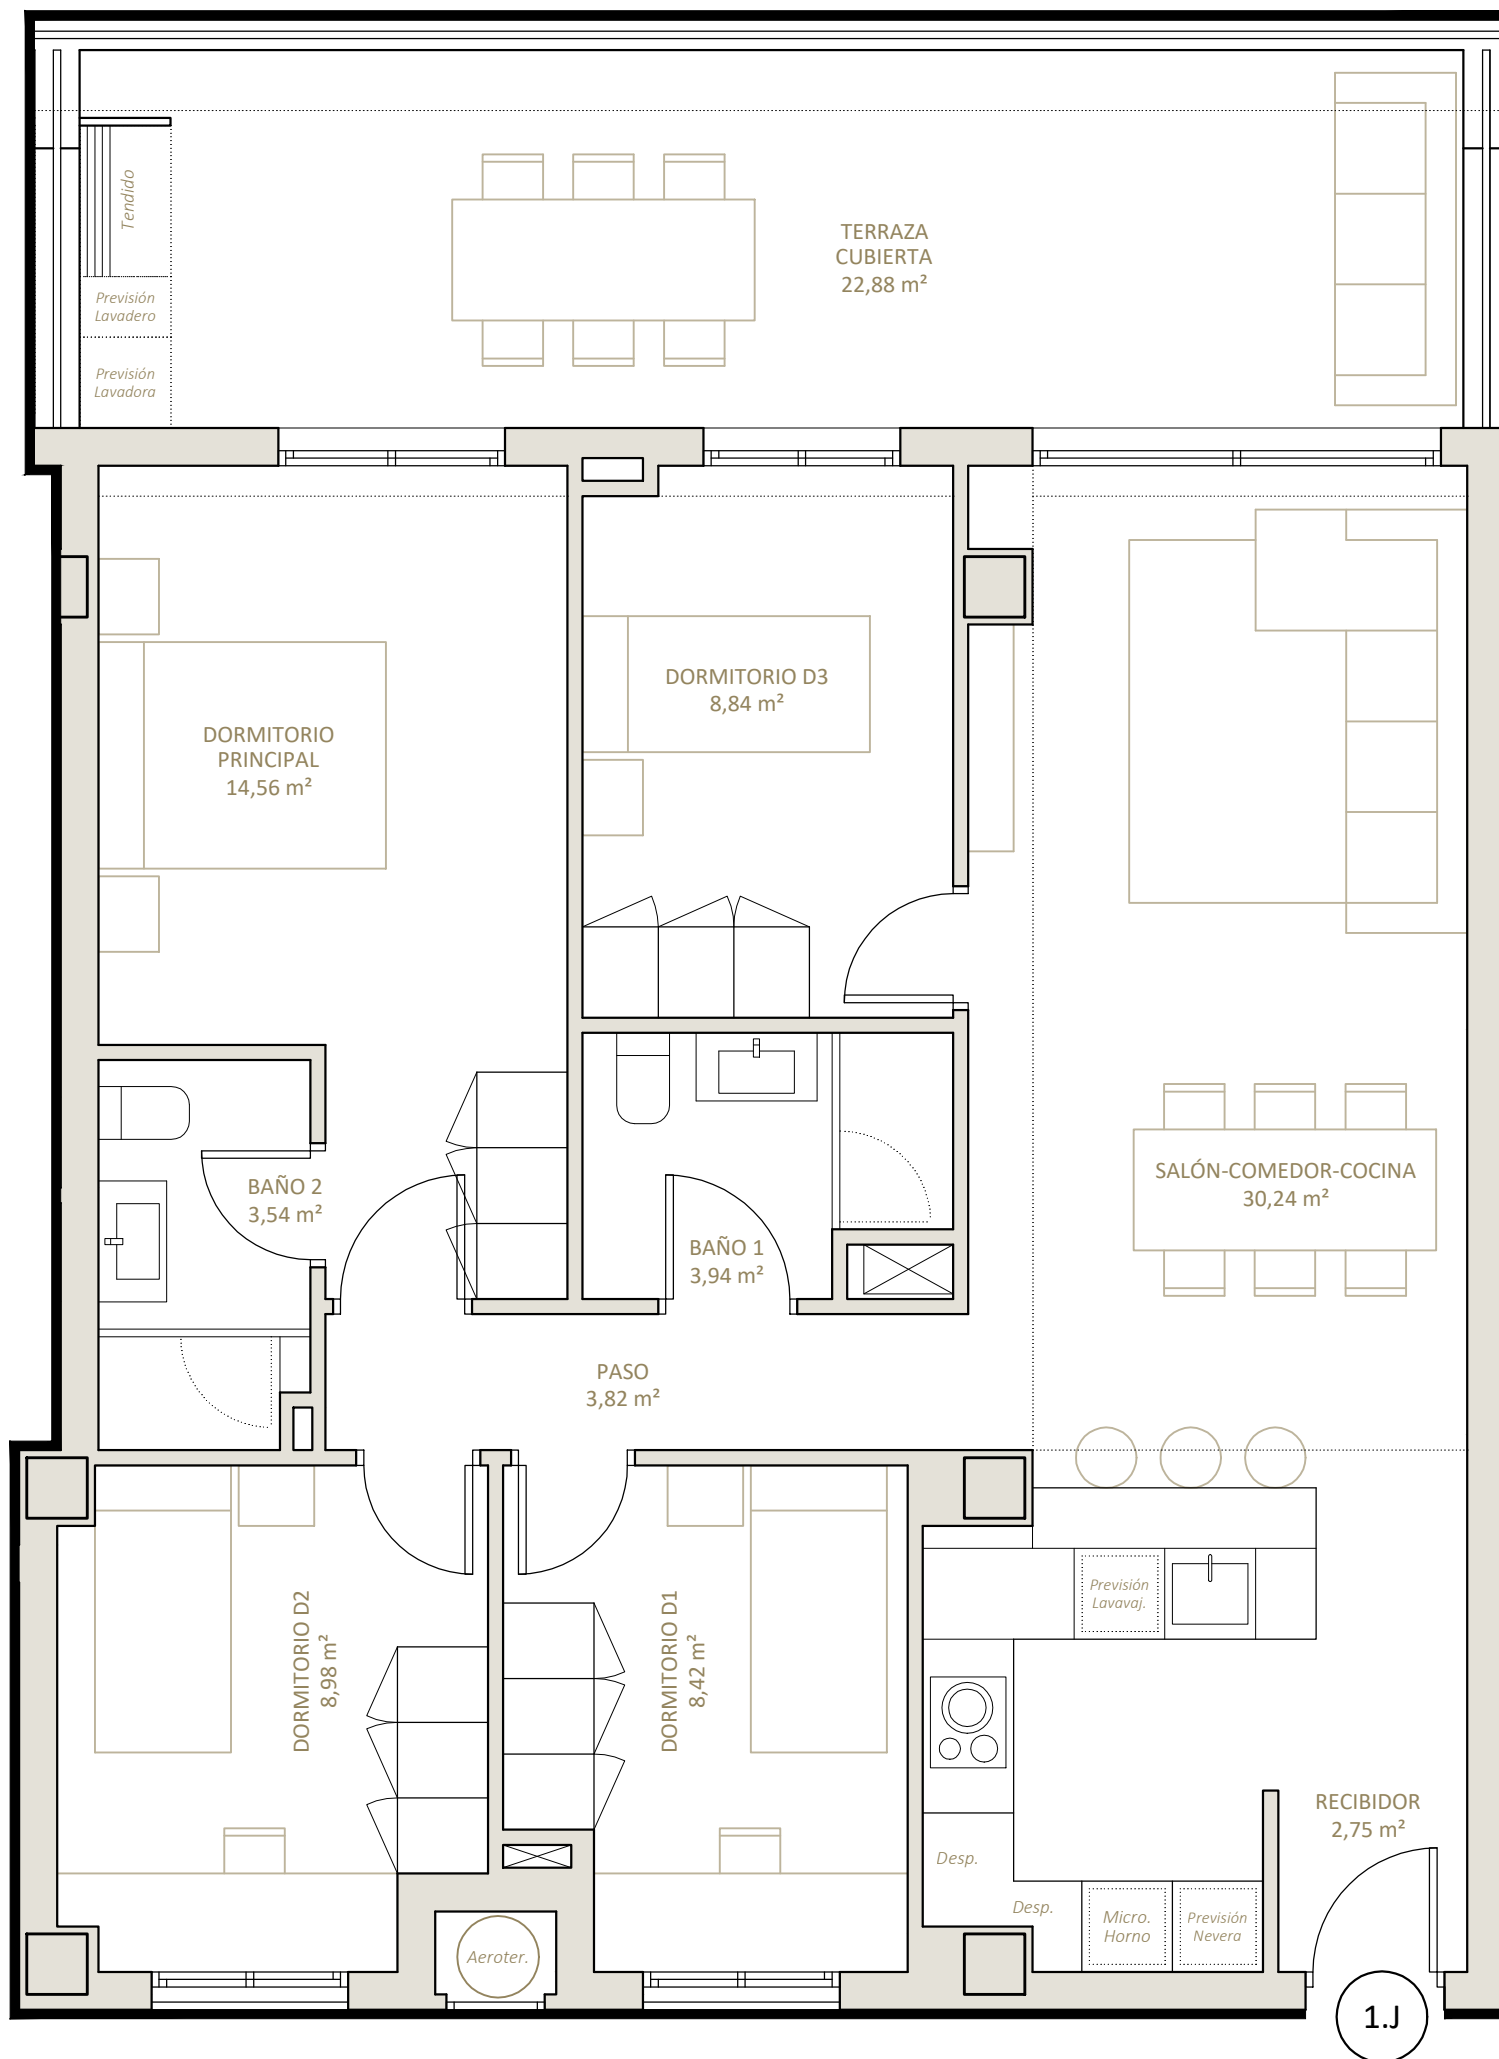 Tendido
Previsión
Lavadero
Previsión
Lavadora
TERRAZA
CUBIERTA
22,88 m²
DORMITORIO
PRINCIPAL
14,56 m²
DORMITORIO D3
8,84 m²
BAÑO 2
3,54 m²
BAÑO 1
3,94 m²
SALÓN-COMEDOR-COCINA
30,24 m²
PASO
3,82 m²
DORMITORIO D2
8,98 m²
DORMITORIO D1
8,42 m²
Previsión
Lavavaj.
RECIBIDOR
2,75 m²
Desp.
Desp.
Micro.
Horno
Previsión
Nevera
Aeroter.
1.J